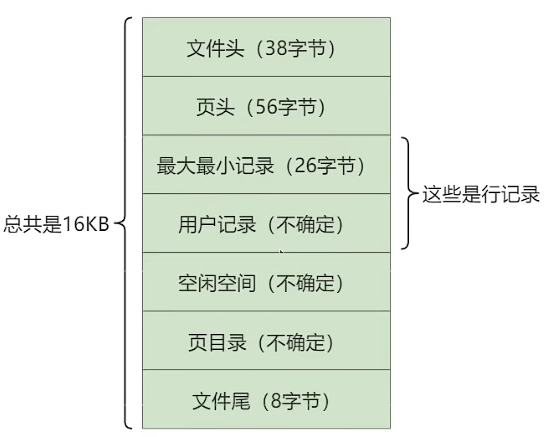 文件头（38字节）
页头（56字节）
最大最小记录（26字节）
用户记录（不确定）
空闲空间（不确定）
页目录（不确定）
文件尾（8字节）
总共是16KB
这些是行记录